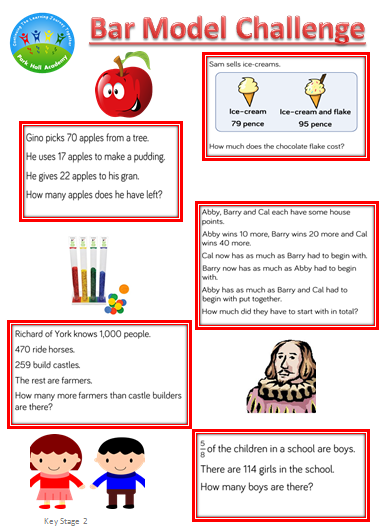 Discovering The Learning Journey Together
Park Hall Academy
Bar Model Challenge
Sam sells ice-creams.
Ice-cream
79 pence
Ice-cream and flake
95 pence
How much does the chocolate flake cost?
Gino picks 70 apples from a tree.
He uses 17 apples to make a pudding.
He gives 22 apples to his gran.
How many apples does he have left?
Abby, Barry and Cal each have some house
points.
Abby wins 10 more, Barry wins 20 more and Cal
wins 40 more.
Cal now has as much as Barry had to begin with.
Barry now has as much as Abby had to begin
with.
Abby has as much as Barry and Cal had to
begin with put together.
How much did they have to start with in total?
Richard of York knows 1,000 people.
470 ride horses.
259 build castles.
The rest are farmers.
How many more farmers than castle builders
are there?
5/8 of the children in a school are boys.
There are 114 girls in the school.
How many boys are there?
Key Stage 2